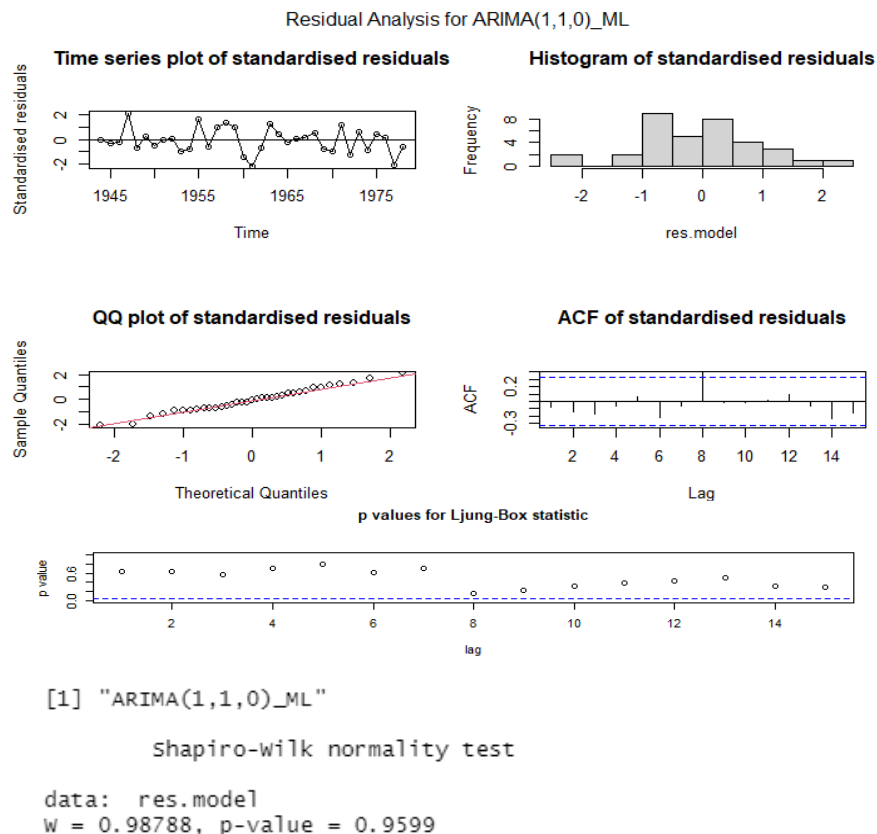 Residual Analysis for ARIMA(1,1,0)_ML
Time series plot of standardised residuals
Standardised residuals
2
0
-2
1945 1955 1965 1975
Time
Histogram of standardised residuals
Frequency
8
4
0
-2 -1 0 1 2
res.model
QQ plot of standardised residuals
Sample Quantiles
2
0
-2
-2 -1 0 1 2
Theoretical Quantiles
ACF of standardised residuals
ACF
0.2
-0.3
2 4 6 8 10 12 14
Lag
p values for Ljung-Box statistic
p value
0.6
0.0
2 4 6 8 10 12 14
lag
[1] "ARIMA(1,1,0)_ML"
Shapiro-Wilk normality test
data: res.model
W = 0.98788, p-value = 0.9599